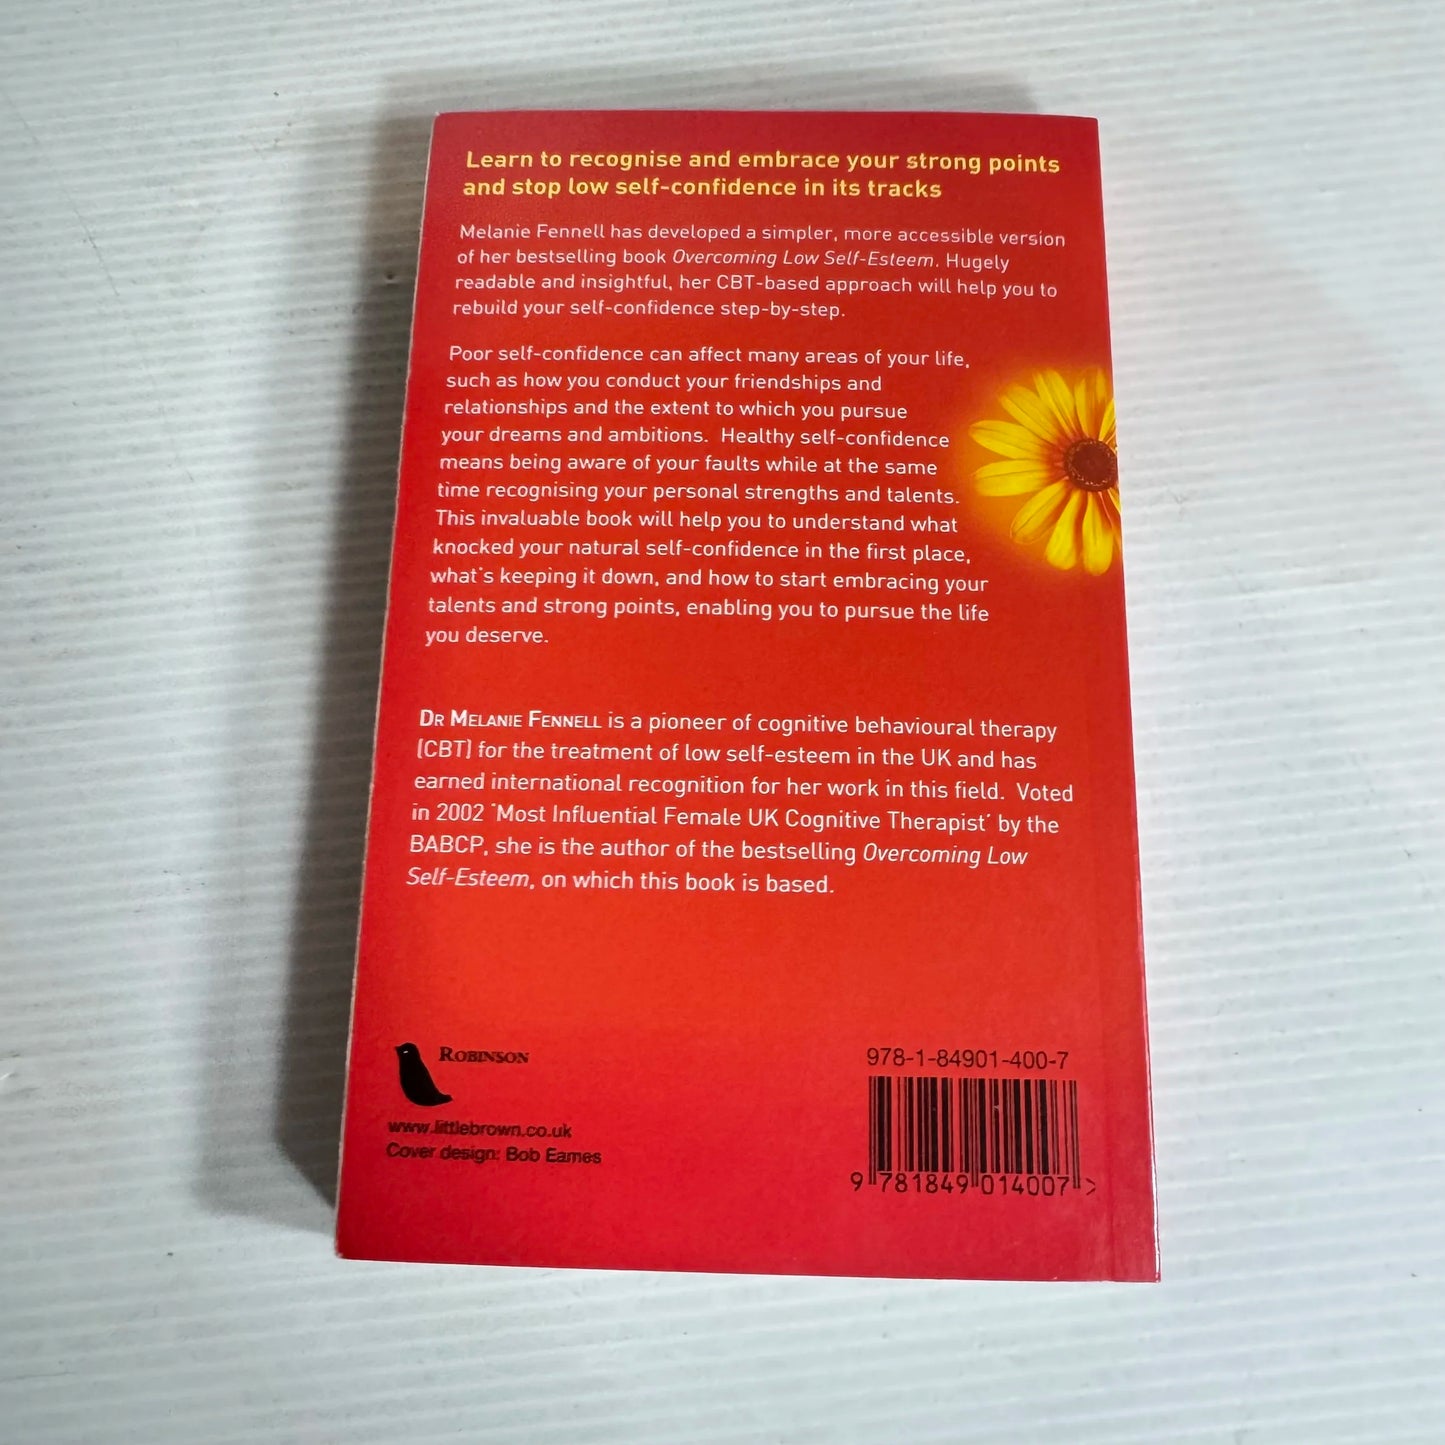 Learn to recognise and embrace your strong points
and stop low self-confidence in its tracks
Melanie Fennell has developed a simpler, more accessible version
of her bestselling book Overcoming Low Self-Esteem. Hugely
readable and insightful, her CBT-based approach will help you to
rebuild your self-confidence step-by-step.
Poor self-confidence can affect many areas of your life,
such as how you conduct your friendships and
relationships and the extent to which you pursue
your dreams and ambitions. Healthy self-confidence
means being aware of your faults while at the same
time recognising your personal strengths and talents.
This invaluable book will help you to understand what
knocked your natural self-confidence in the first place,
what's keeping it down, and how to start embracing your
talents and strong points, enabling you to pursue the life
you deserve.
DR MELANIE FENNELL is a pioneer of cognitive behavioural therapy
(CBT) for the treatment of low self-esteem in the UK and has
earned international recognition for her work in this field. Voted
in 2002 'Most Influential Female UK Cognitive Therapist' by the
BABCP, she is the author of the bestselling Overcoming Low
Self-Esteem, on which this book is based.
ROBINSON
www.littlebrown.co.uk
Cover design: Bob Eames
978-1-84901-400-7
9 781849 014007 >